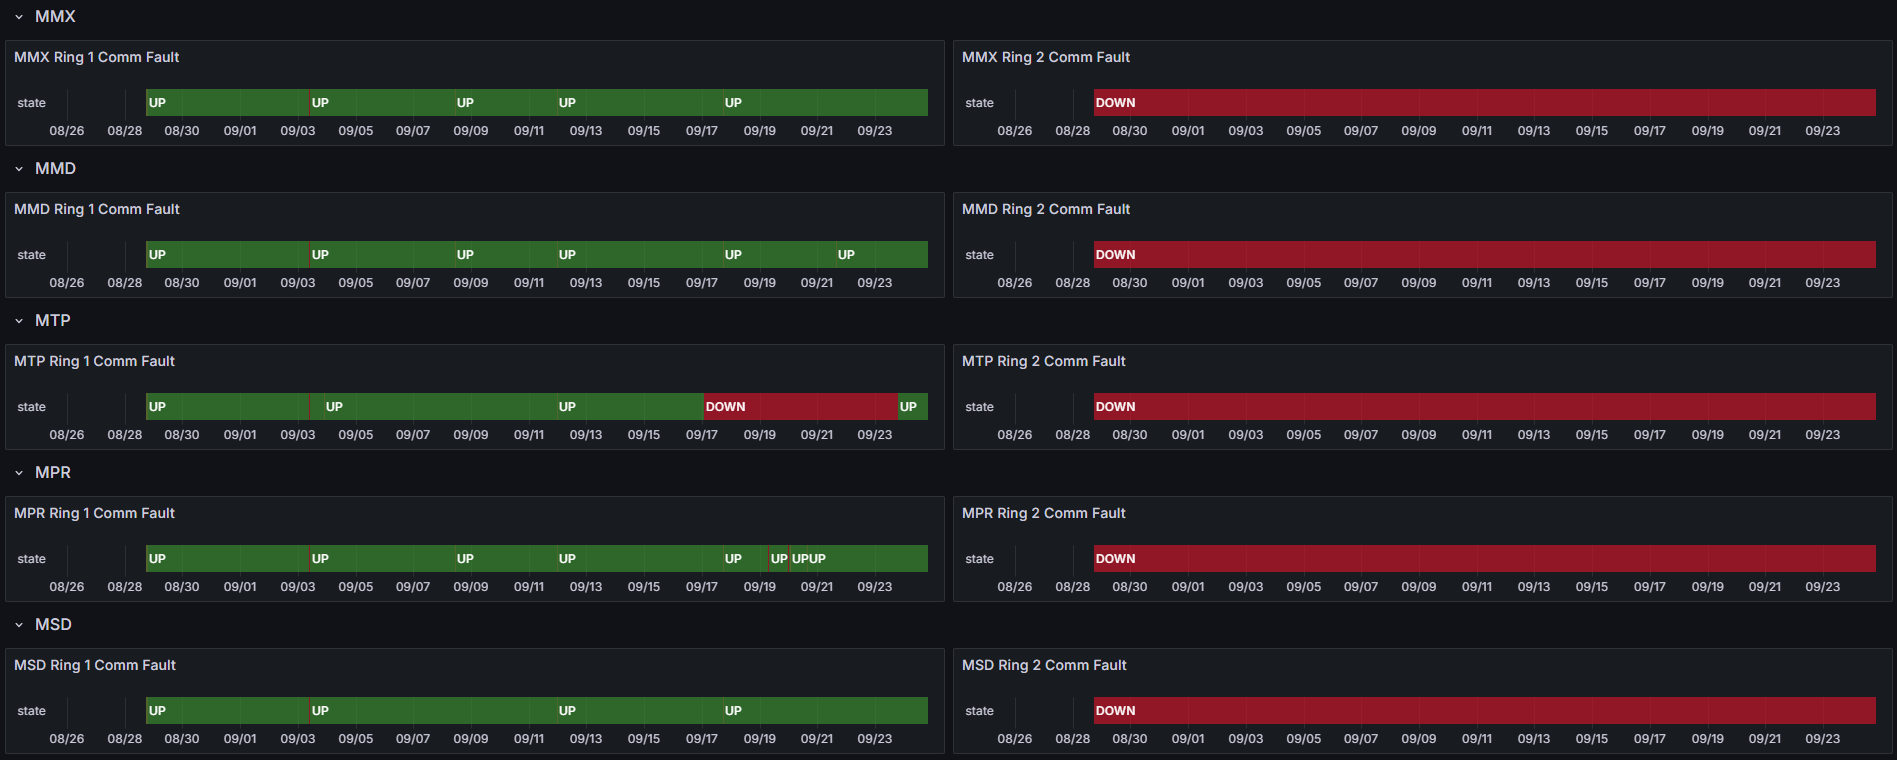 MMX
MMX Ring 1 Comm Fault
state UP UP UP UP UP
08/26 08/28 08/30 09/01 09/03 09/05 09/07 09/09 09/11 09/13 09/15 09/17 09/19 09/21 09/23
MMX Ring 2 Comm Fault
state DOWN
08/26 08/28 08/30 09/01 09/03 09/05 09/07 09/09 09/11 09/13 09/15 09/17 09/19 09/21 09/23
MMD
MMD Ring 1 Comm Fault
state UP UP UP UP UP UP
08/26 08/28 08/30 09/01 09/03 09/05 09/07 09/09 09/11 09/13 09/15 09/17 09/19 09/21 09/23
MMD Ring 2 Comm Fault
state DOWN
08/26 08/28 08/30 09/01 09/03 09/05 09/07 09/09 09/11 09/13 09/15 09/17 09/19 09/21 09/23
MTP
MTP Ring 1 Comm Fault
state UP UP UP DOWN UP
08/26 08/28 08/30 09/01 09/03 09/05 09/07 09/09 09/11 09/13 09/15 09/17 09/19 09/21 09/23
MTP Ring 2 Comm Fault
state DOWN
08/26 08/28 08/30 09/01 09/03 09/05 09/07 09/09 09/11 09/13 09/15 09/17 09/19 09/21 09/23
MPR
MPR Ring 1 Comm Fault
state UP UP UP UP UP UP UPUP
08/26 08/28 08/30 09/01 09/03 09/05 09/07 09/09 09/11 09/13 09/15 09/17 09/19 09/21 09/23
MPR Ring 2 Comm Fault
state DOWN
08/26 08/28 08/30 09/01 09/03 09/05 09/07 09/09 09/11 09/13 09/15 09/17 09/19 09/21 09/23
MSD
MSD Ring 1 Comm Fault
state UP UP UP UP
08/26 08/28 08/30 09/01 09/03 09/05 09/07 09/09 09/11 09/13 09/15 09/17 09/19 09/21 09/23
MSD Ring 2 Comm Fault
state DOWN
08/26 08/28 08/30 09/01 09/03 09/05 09/07 09/09 09/11 09/13 09/15 09/17 09/19 09/21 09/23